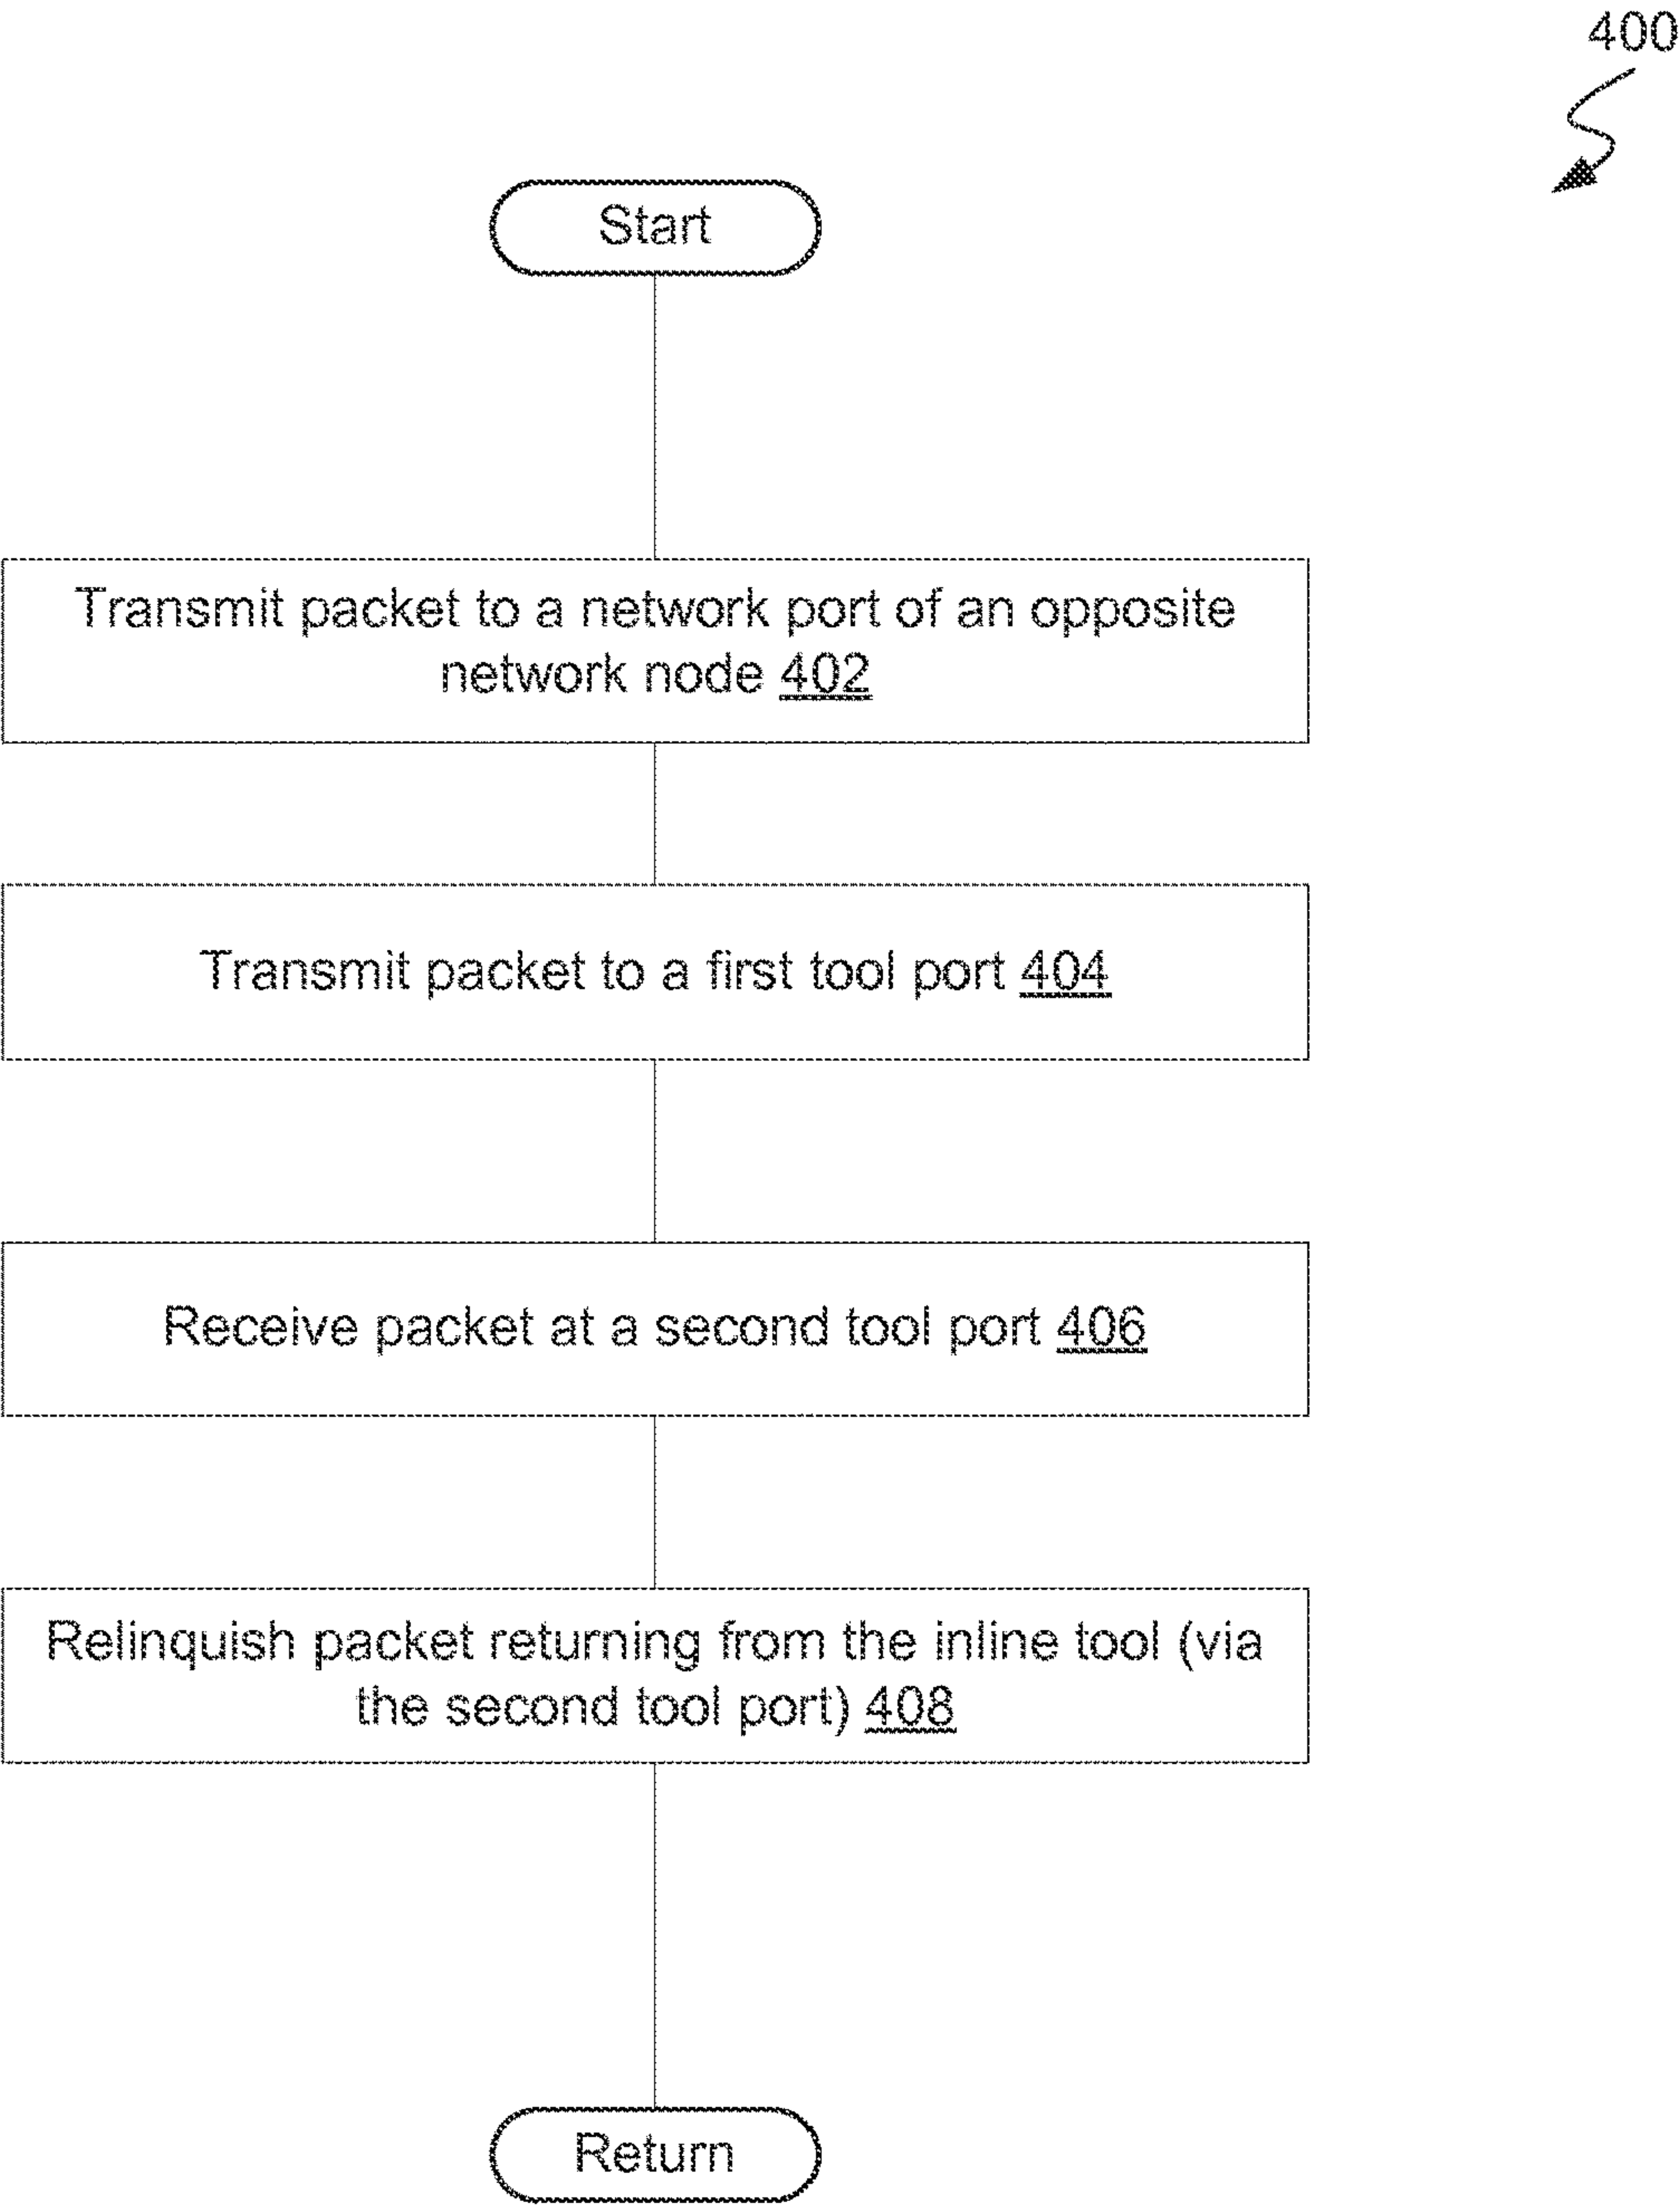 400
Start
Transmit packet to a network port of an opposite
network node 402
Transmit packet to a first tool port 404
Receive packet at a second tool port 406
Relinquish packet returning from the inline tool (via
the second tool port) 408
Return